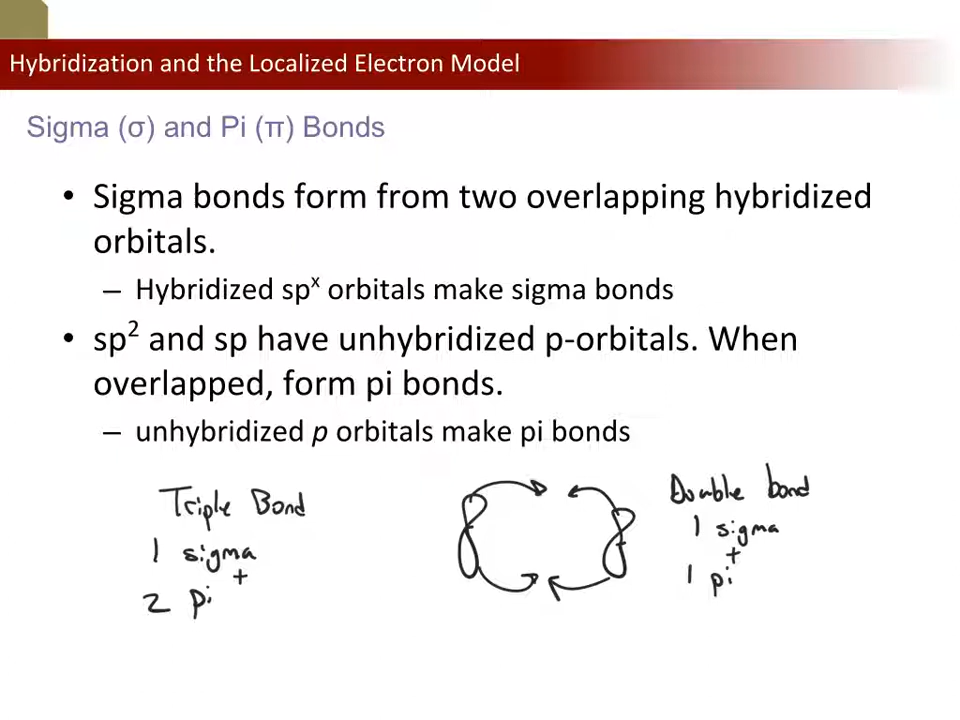 Hybridization and the Localized Electron Model
Sigma (σ) and Pi (π) Bonds
• Sigma bonds form from two overlapping hybridized
orbitals.
– Hybridized spˣ orbitals make sigma bonds
• sp² and sp have unhybridized p-orbitals. When
overlapped, form pi bonds.
– unhybridized p orbitals make pi bonds
Triple Bond
1 sigma
+
2 pi
Double bond
1 sigma
+
1 pi